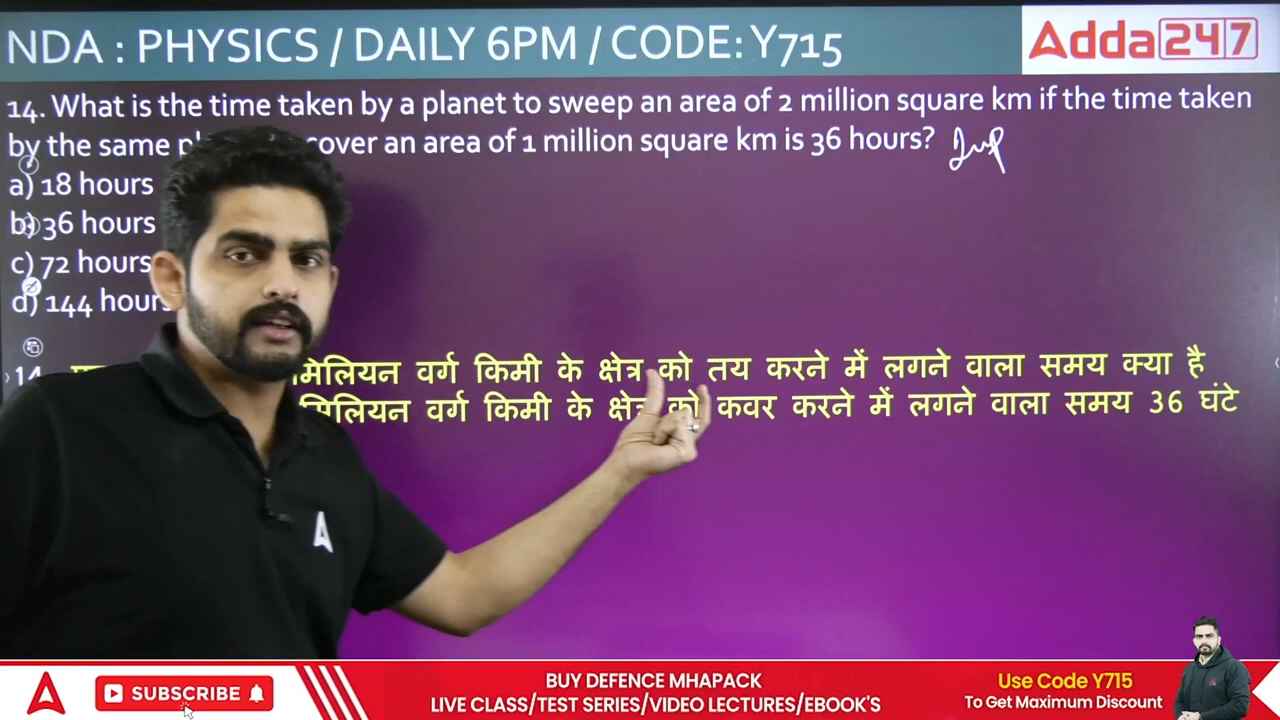 NDA : PHYSICS / DAILY 6PM / CODE: Y715
Adda 247
14. What is the time taken by a planet to sweep an area of 2 million square km if the time taken
by the same cover an area of 1 million square km is 36 hours?
a) 18 hours
b) 36 hours
c) 72 hours
d) 144 hours
14 मिलियन वर्ग किमी के क्षेत्र को तय करने में लगने वाला समय क्या है
मिलियन वर्ग किमी के क्षेत्र को कवर करने में लगने वाला समय 36 घंटे
SUBSCRIBE
BUY DEFENCE MHAPACK
LIVE CLASS/TEST SERIES/VIDEO LECTURES/EBOOK'S
Use Code Y715
To Get Maximum Discount